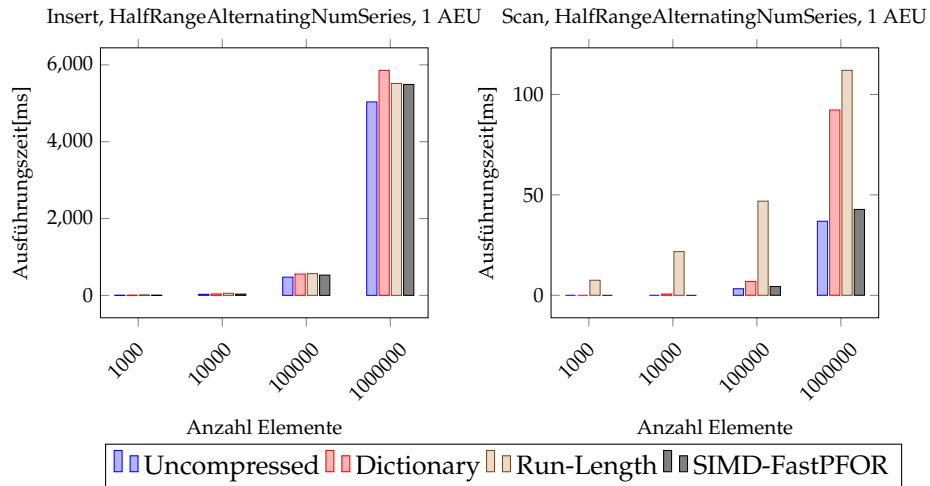 Insert, HalfRangeAlternatingNumSeries, 1 AEU
Ausführungszeit[ms]
6,000
4,000
2,000
0
1000
10000
100000
1000000
Anzahl Elemente
Scan, HalfRangeAlternatingNumSeries, 1 AEU
Ausführungszeit[ms]
100
50
0
1000
10000
100000
1000000
Anzahl Elemente
Uncompressed Dictionary Run-Length SIMD-FastPFOR